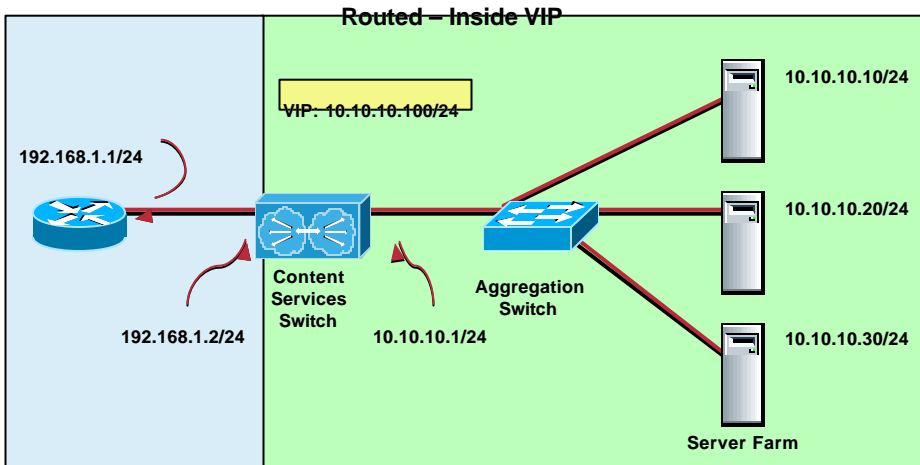 Routed – Inside VIP
VIP: 10.10.10.100/24
10.10.10.10/24
192.168.1.1/24
10.10.10.20/24
Content
Services
Switch
Aggregation
Switch
192.168.1.2/24
10.10.10.1/24
10.10.10.30/24
Server Farm